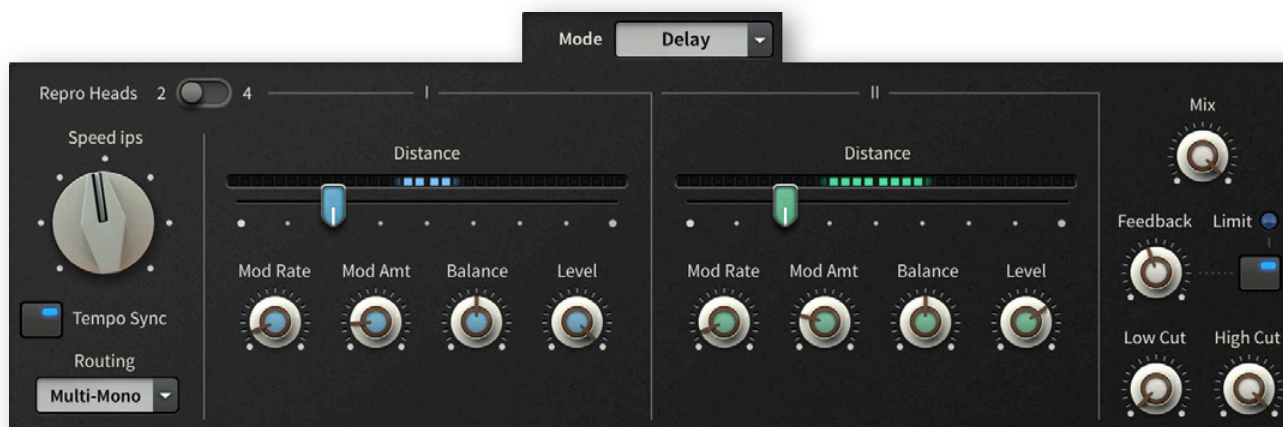 Mode Delay
Repro Heads 2 4 I II
Mix
Speed ips
Distance Distance
Feedback Limit
Mod Rate Mod Amt Balance Level Mod Rate Mod Amt Balance Level
Tempo Sync
Low Cut High Cut
Routing
Multi-Mono